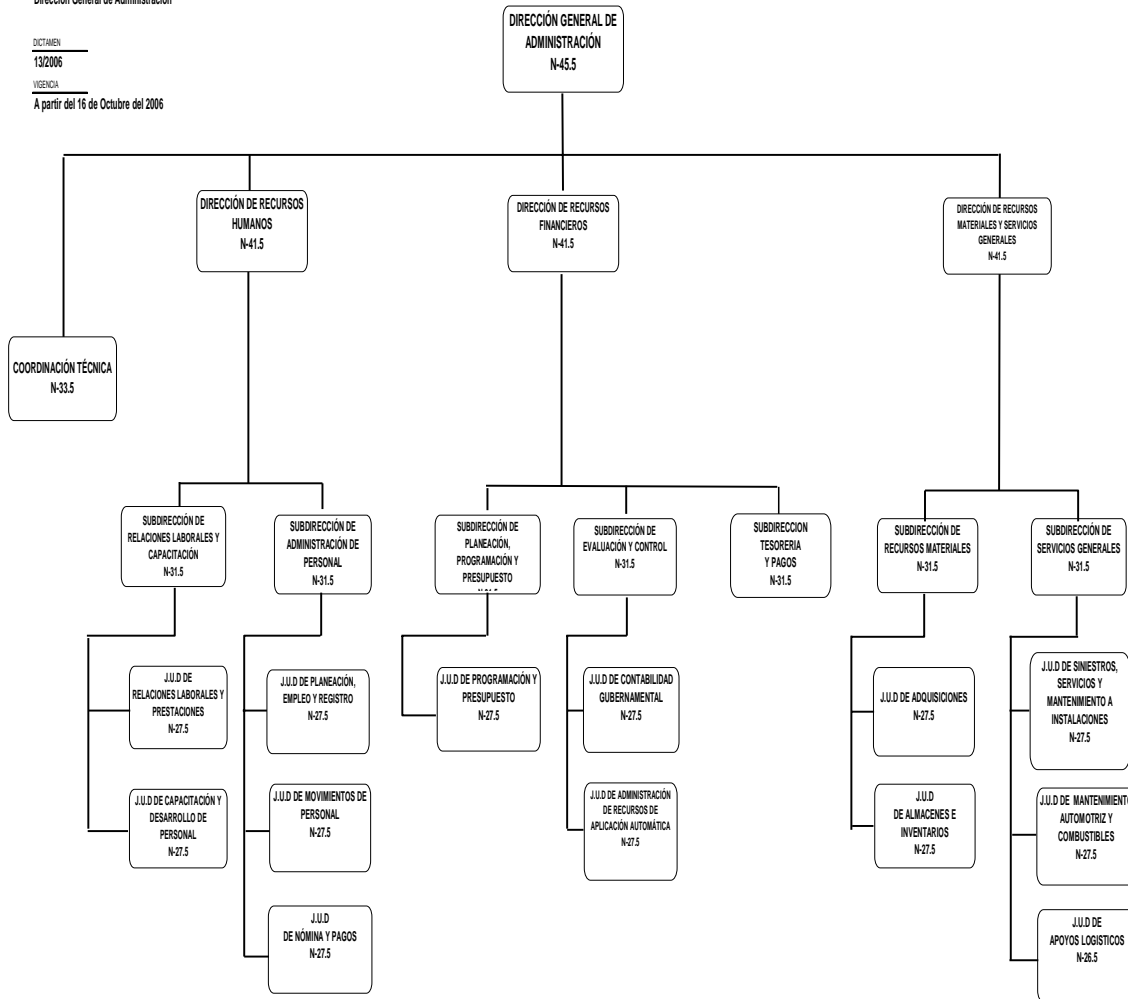 Dirección General de Administración
DICTAMEN
13/2006
VIGENCIA
A partir del 16 de Octubre del 2006
DIRECCIÓN GENERAL DE
ADMINISTRACIÓN
N-45.5
DIRECCIÓN DE RECURSOS
HUMANOS
N-41.5
DIRECCIÓN DE RECURSOS
FINANCIEROS
N-41.5
DIRECCIÓN DE RECURSOS
MATERIALES Y SERVICIOS
GENERALES
N-41.5
COORDINACIÓN TÉCNICA
N-33.5
SUBDIRECCIÓN DE
RELACIONES LABORALES Y
CAPACITACIÓN
N-31.5
SUBDIRECCIÓN DE
ADMINISTRACIÓN DE
PERSONAL
N-31.5
SUBDIRECCIÓN DE
PLANEACIÓN,
PROGRAMACIÓN Y
PRESUPUESTO
SUBDIRECCIÓN DE
EVALUACIÓN Y CONTROL
N-31.5
SUBDIRECCION
TESORERIA
Y PAGOS
N-31.5
SUBDIRECCIÓN DE
RECURSOS MATERIALES
N-31.5
SUBDIRECCIÓN DE
SERVICIOS GENERALES
N-31.5
J.U.D DE
RELACIONES LABORALES Y
PRESTACIONES
N-27.5
J.U.D DE PLANEACIÓN,
EMPLEO Y REGISTRO
N-27.5
J.U.D DE PROGRAMACIÓN Y
PRESUPUESTO
N-27.5
J.U.D DE CONTABILIDAD
GUBERNAMENTAL
N-27.5
J.U.D DE ADQUISICIONES
N-27.5
J.U.D DE SINIESTROS,
SERVICIOS Y
MANTENIMIENTO A
INSTALACIONES
N-27.5
J.U.D DE CAPACITACIÓN Y
DESARROLLO DE
PERSONAL
N-27.5
J.U.D DE MOVIMIENTOS DE
PERSONAL
N-27.5
J.U.D DE ADMINISTRACIÓN
DE RECURSOS DE
APLICACIÓN AUTOMÁTICA
N-27.5
J.U.D
DE ALMACENES E
INVENTARIOS
N-27.5
J.U.D DE MANTENIMIENTO
AUTOMOTRIZ Y
COMBUSTIBLES
N-27.5
J.U.D
DE NÓMINA Y PAGOS
N-27.5
J.U.D DE
APOYOS LOGISTICOS
N-26.5